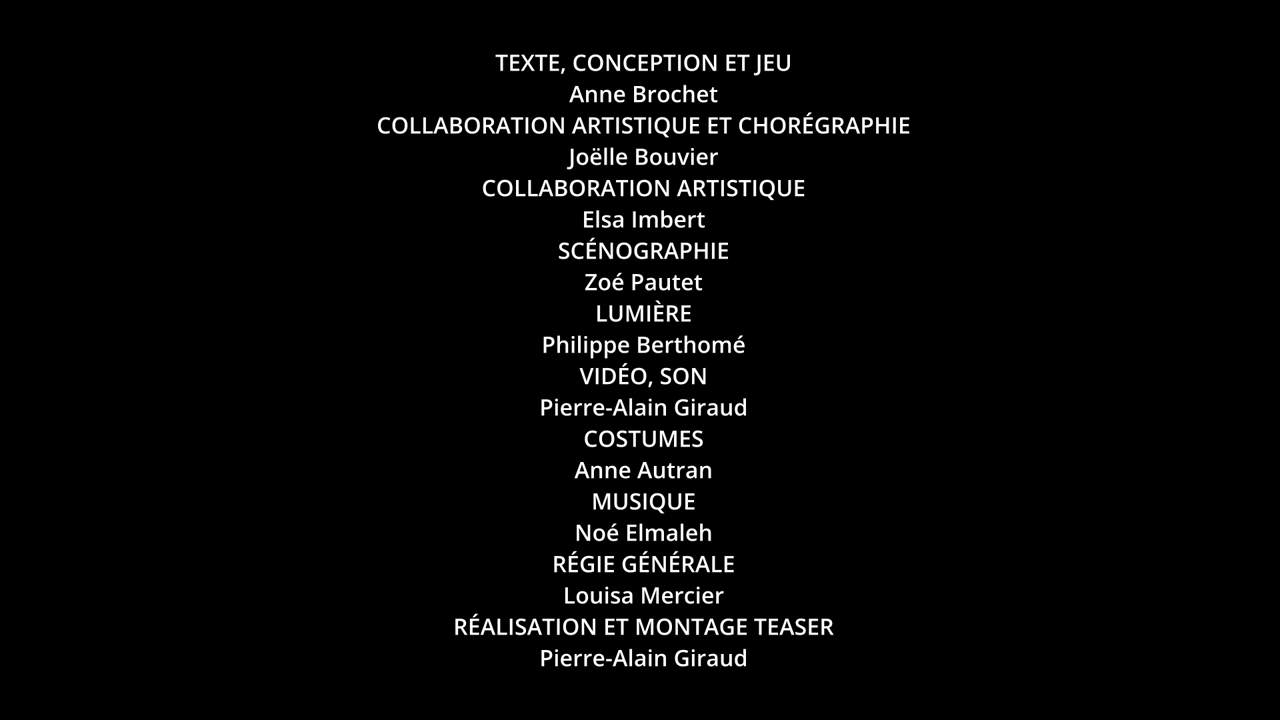 TEXTE, CONCEPTION ET JEU
Anne Brochet
COLLABORATION ARTISTIQUE ET CHORÉGRAPHIE
Joëlle Bouvier
COLLABORATION ARTISTIQUE
Elsa Imbert
SCÉNOGRAPHIE
Zoé Pautet
LUMIÈRE
Philippe Berthomé
VIDÉO, SON
Pierre-Alain Giraud
COSTUMES
Anne Autran
MUSIQUE
Noé Elmaleh
RÉGIE GÉNÉRALE
Louisa Mercier
RÉALISATION ET MONTAGE TEASER
Pierre-Alain Giraud